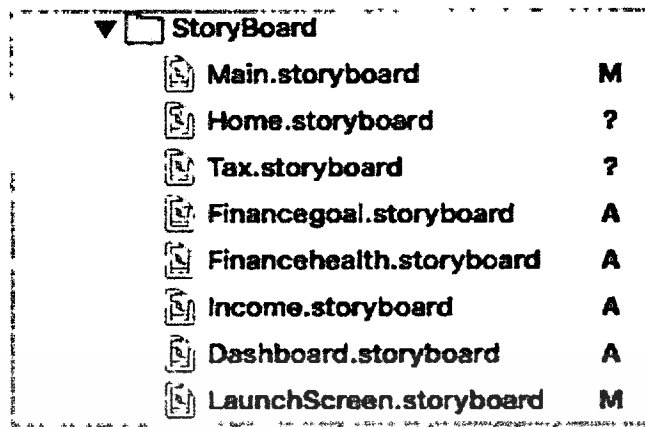 StoryBoard
Main.storyboard M
Home.storyboard ?
Tax.storyboard ?
Financegoal.storyboard A
Financehealth.storyboard A
Income.storyboard A
Dashboard.storyboard A
LaunchScreen.storyboard M